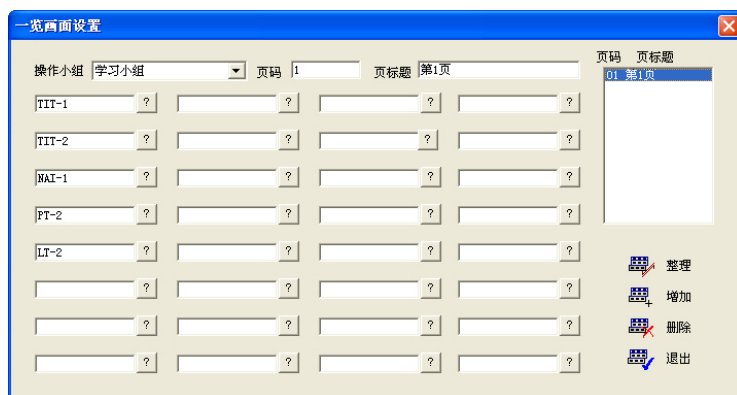 一览画面设置
页码 页标题
操作小组 学习小组 页码 1 页标题 第1页
01 第1页
TIT-1 ? ? ? ?
TIT-2 ? ? ? ?
NAI-1 ? ? ? ?
PT-2 ? ? ? ?
LT-2 ? ? ? ?
? ? ? ?
? ? ? ?
? ? ? ?
整理
增加
删除
退出